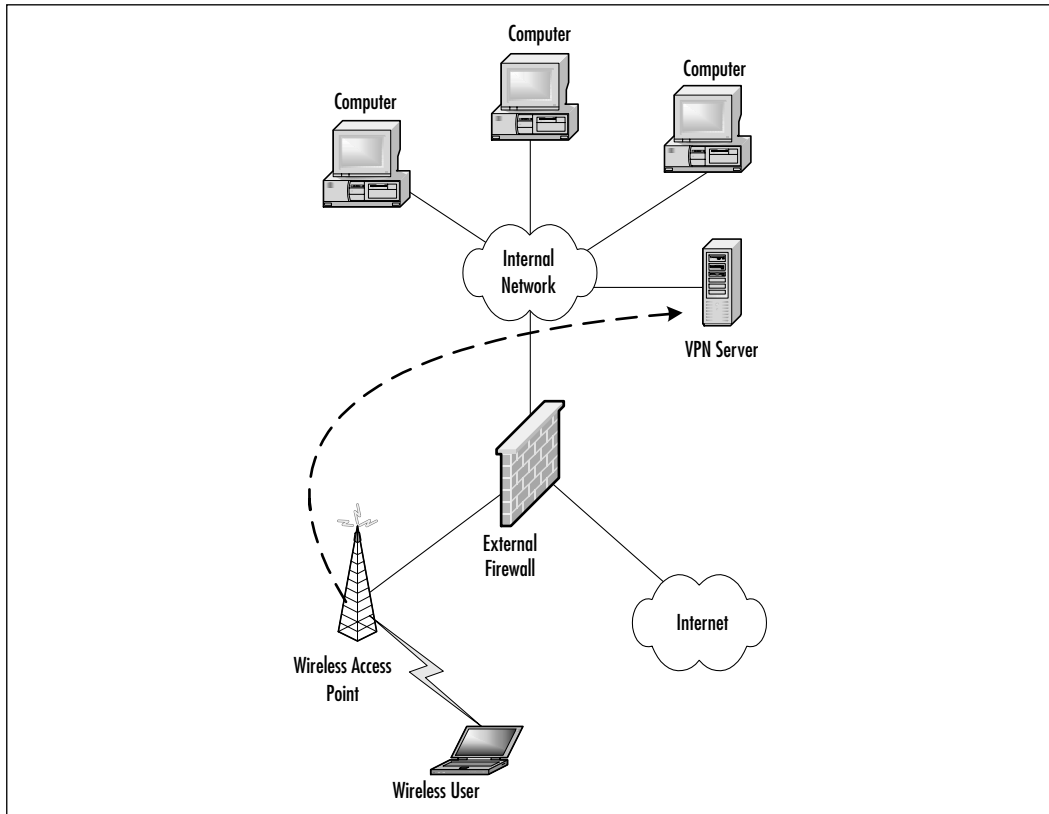 Computer
Computer
Computer
Internal
Network
VPN Server
External
Firewall
Internet
Wireless Access
Point
Wireless User